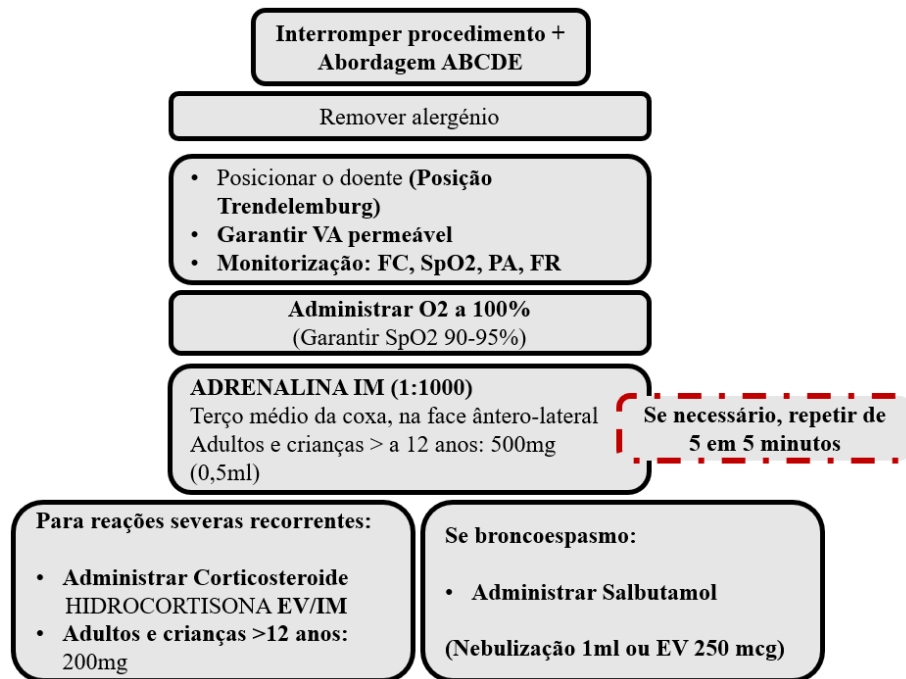 Interromper procedimento +
Abordagem ABCDE
Remover alergénio
• Posicionar o doente (Posição
Trendelemburg)
• Garantir VA permeável
• Monitorização: FC, SpO2, PA, FR
Administrar O2 a 100%
(Garantir SpO2 90-95%)
ADRENALINA IM (1:1000)
Terço médio da coxa, na face ântero-lateral
Adultos e crianças > a 12 anos: 500mg
(0,5ml)
Se necessário, repetir de
5 em 5 minutos
Para reações severas recorrentes:
• Administrar Corticosteroide
HIDROCORTISONA EV/IM
• Adultos e crianças >12 anos:
200mg
Se broncoespasmo:
• Administrar Salbutamol
(Nebulização 1ml ou EV 250 mcg)